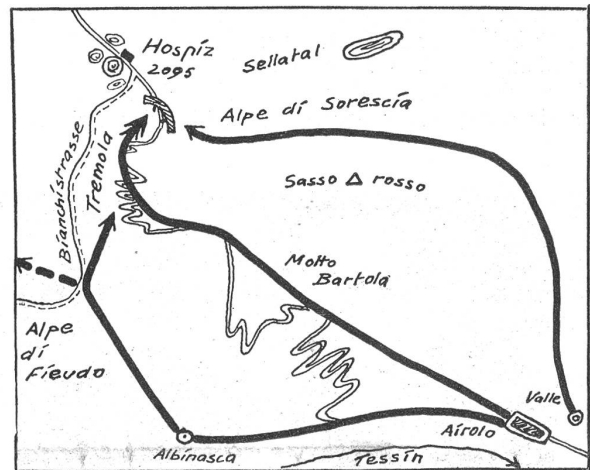 Hospiz
2095
Sellatal
Alpe di Sorescia
Bianchistrasse
Tremola
Sasso rosso
Motto
Bartola
Alpe
di
Fieudo
Valle
Airolo
Albinasca
Tessin